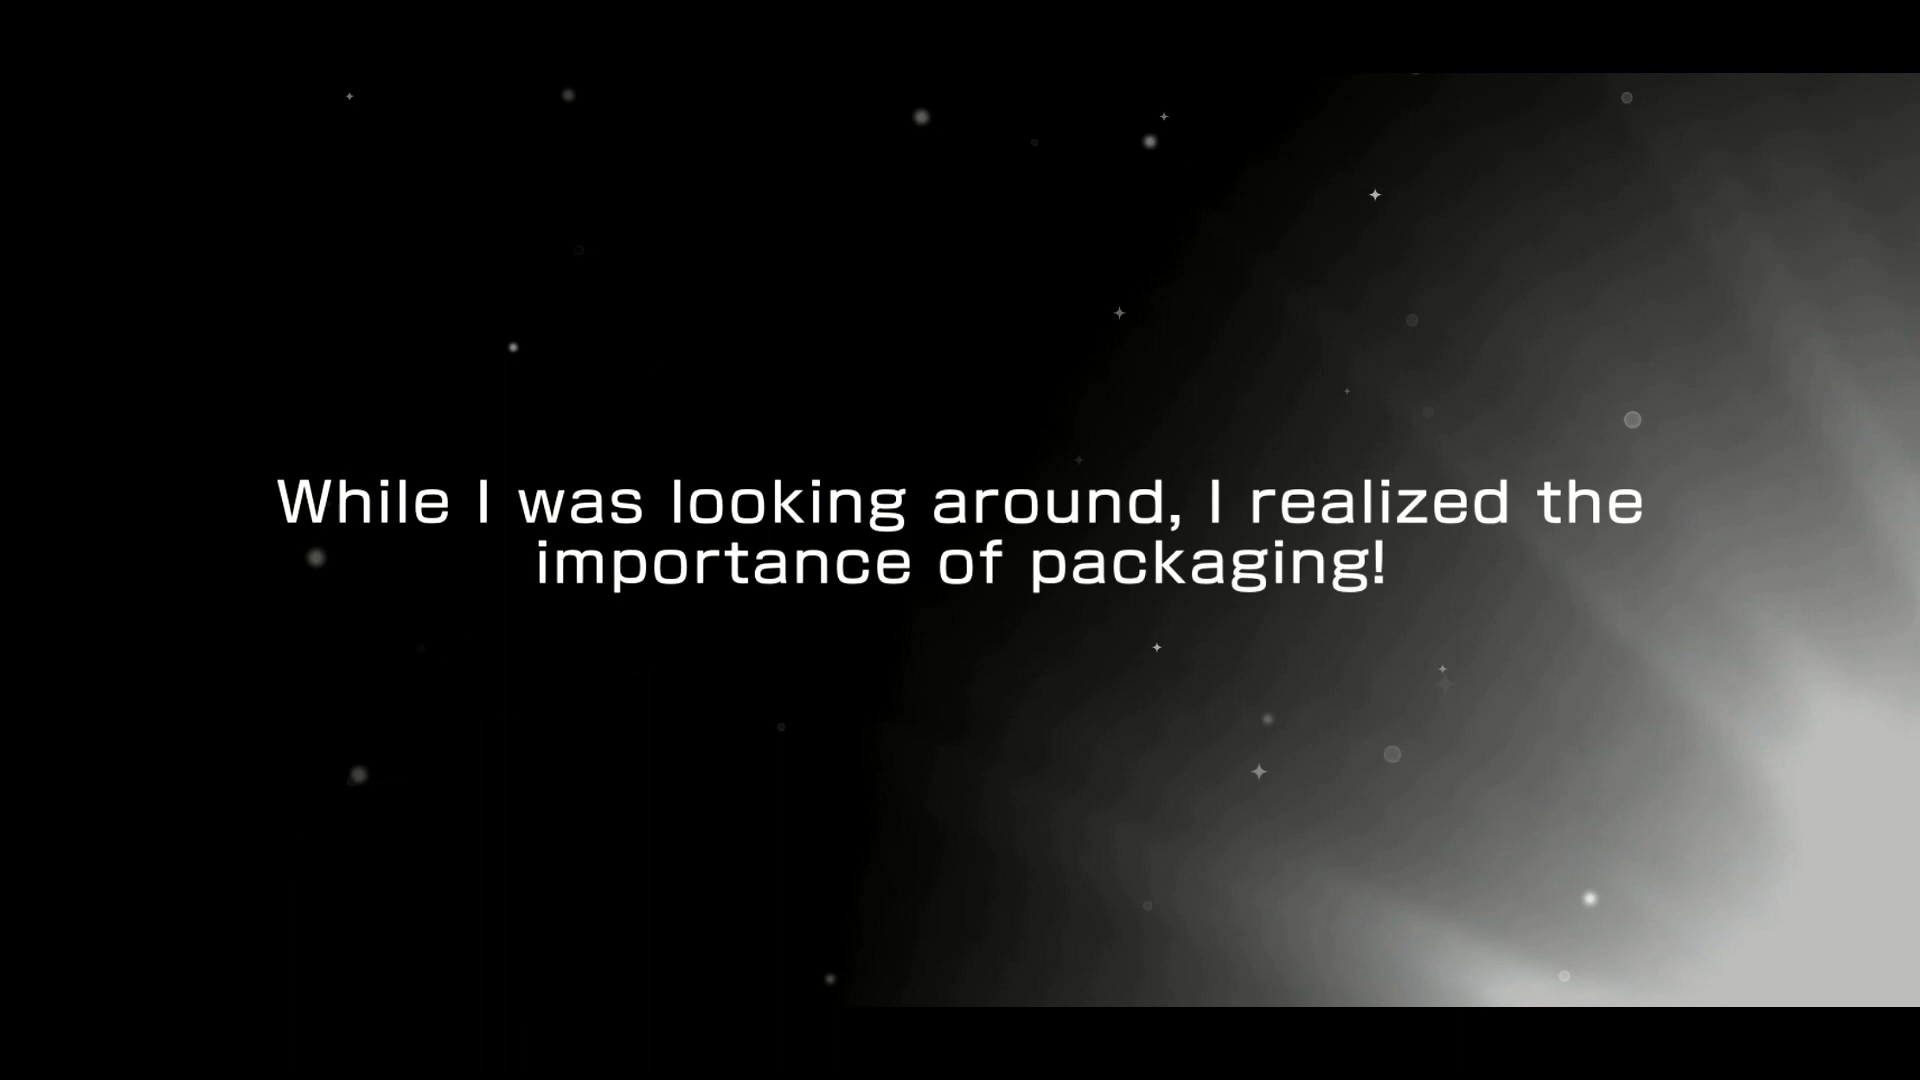 While I was looking around, I realized the
importance of packaging!